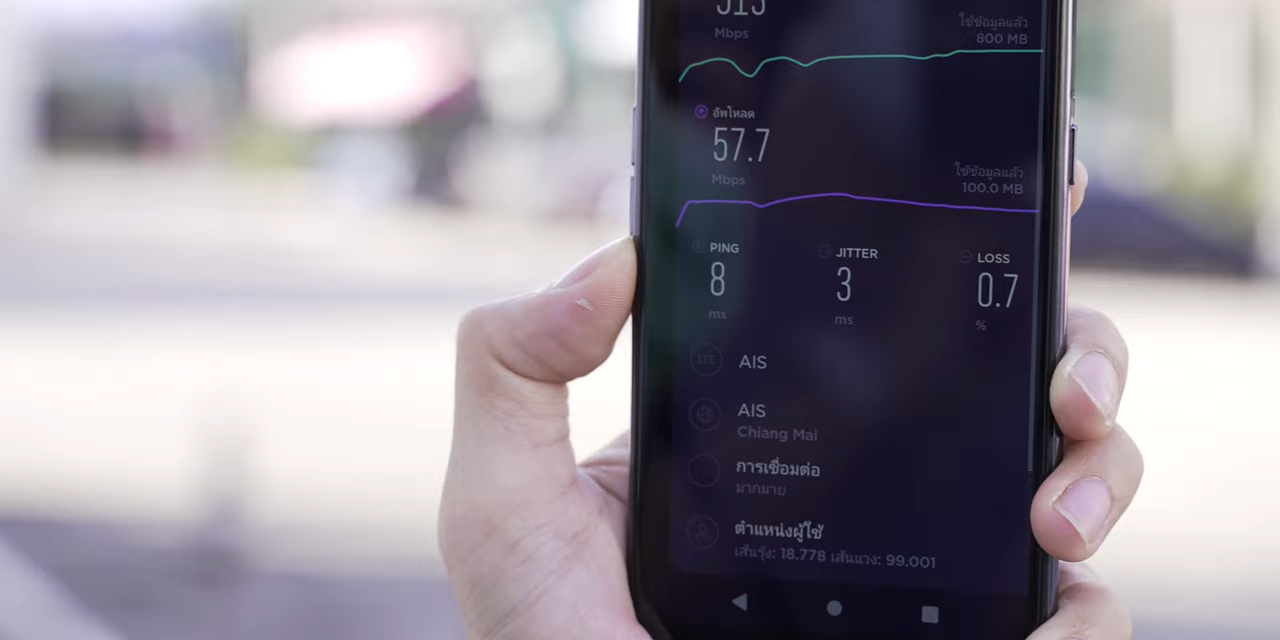 515
Mbps
ใช้ข้อมูลแล้ว
800 MB
อัพโหลด
57.7
Mbps
ใช้ข้อมูลแล้ว
100.0 MB
PING
8
ms
JITTER
3
ms
LOSS
0.7
%
LTE
AIS
AIS
Chiang Mai
การเชื่อมต่อ
มากมาย
ตำแหน่งผู้ใช้
เส้นรุ้ง: 18.778 เส้นแวง: 99.001